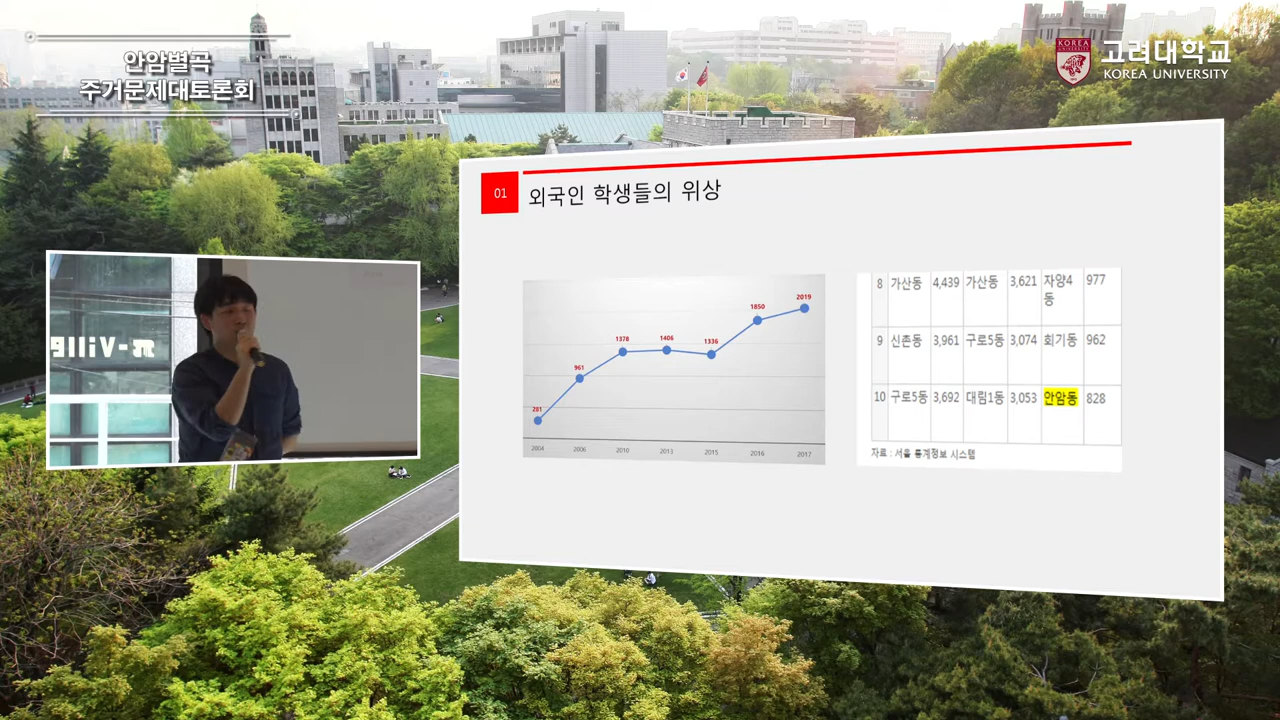 안암별곡
주거문제대토론회
KOREA
고려대학교
KOREA UNIVERSITY
01
외국인 학생들의 위상
281
961
1378
1406
1336
1850
2019
2004
2006
2010
2013
2015
2016
2017
8 가산동 4,439 가산동 3,621 자양4동 977
9 신촌동 3,961 구로5동 3,074 회기동 962
10 구로5동 3,692 대림1동 3,053 안암동 828
자료 : 서울 통계정보 시스템
π-Ville